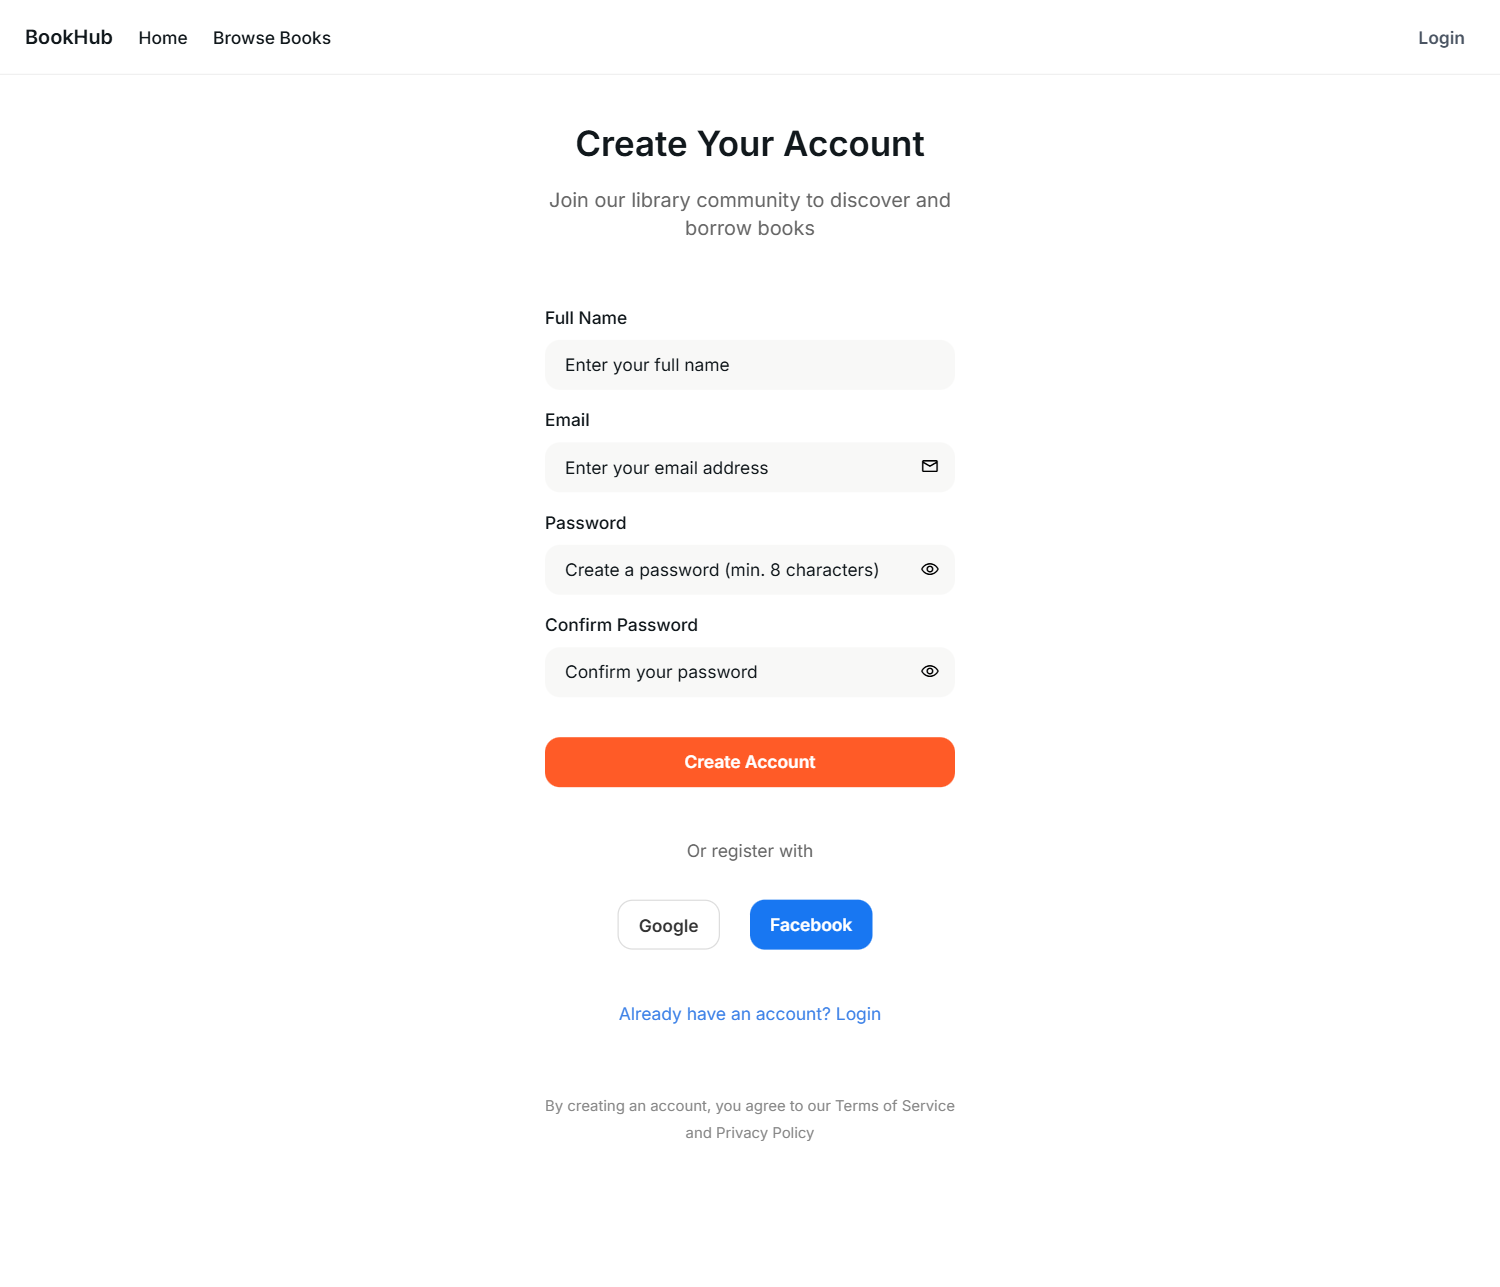 BookHub
Home
Browse Books
Login
Create Your Account
Join our library community to discover and
borrow books
Full Name
Enter your full name
Email
Enter your email address
Password
Create a password (min. 8 characters)
Confirm Password
Confirm your password
Create Account
Or register with
Google
Facebook
Already have an account? Login
By creating an account, you agree to our Terms of Service
and Privacy Policy